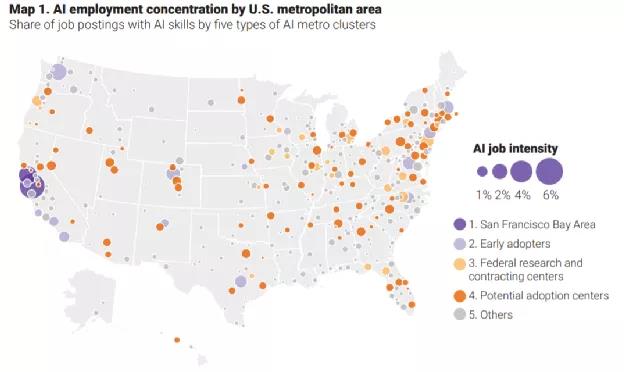 Map 1. AI employment concentration by U.S. metropolitan area
Share of job postings with AI skills by five types of AI metro clusters
AI job intensity
1% 2% 4% 6%
1. San Francisco Bay Area
2. Early adopters
3. Federal research and
contracting centers
4. Potential adoption centers
5. Others